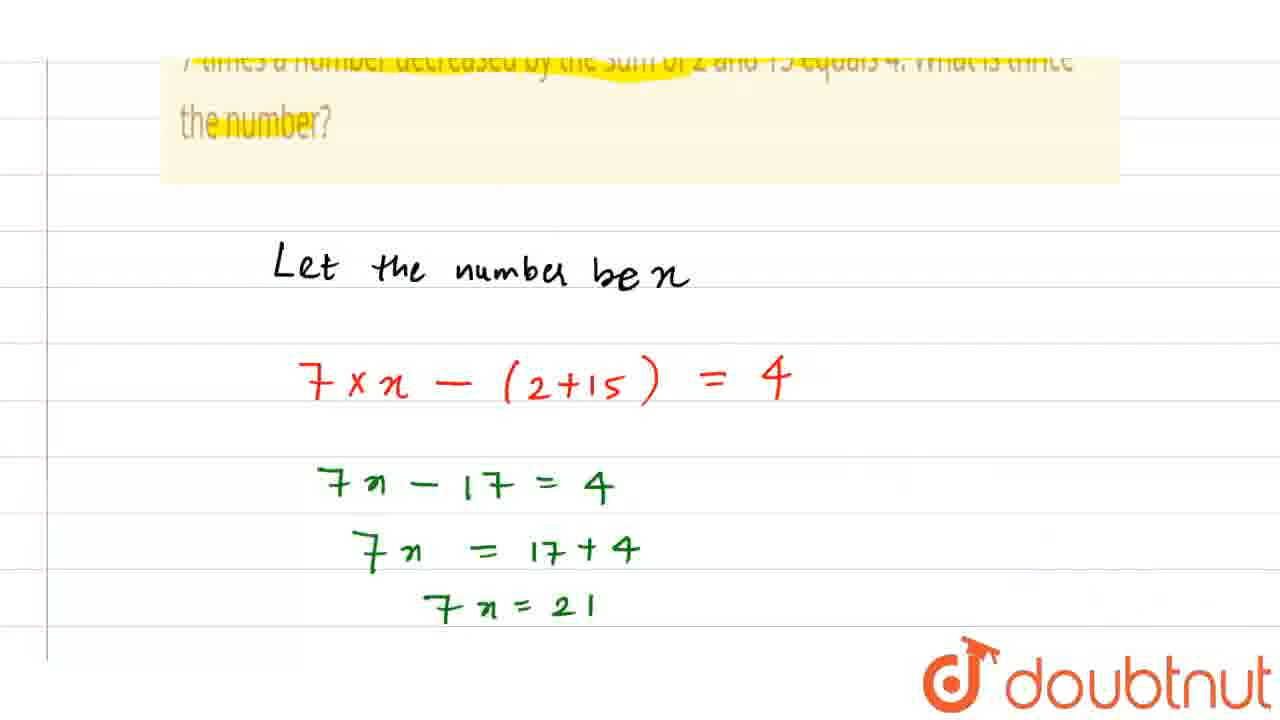 7 times a number decreased by the sum of 2 and 15 equals 4. What is thrice
the number?
Let the number be x
7 × x − (2+15) = 4
7x − 17 = 4
7x = 17 + 4
7x = 21
doubtnut